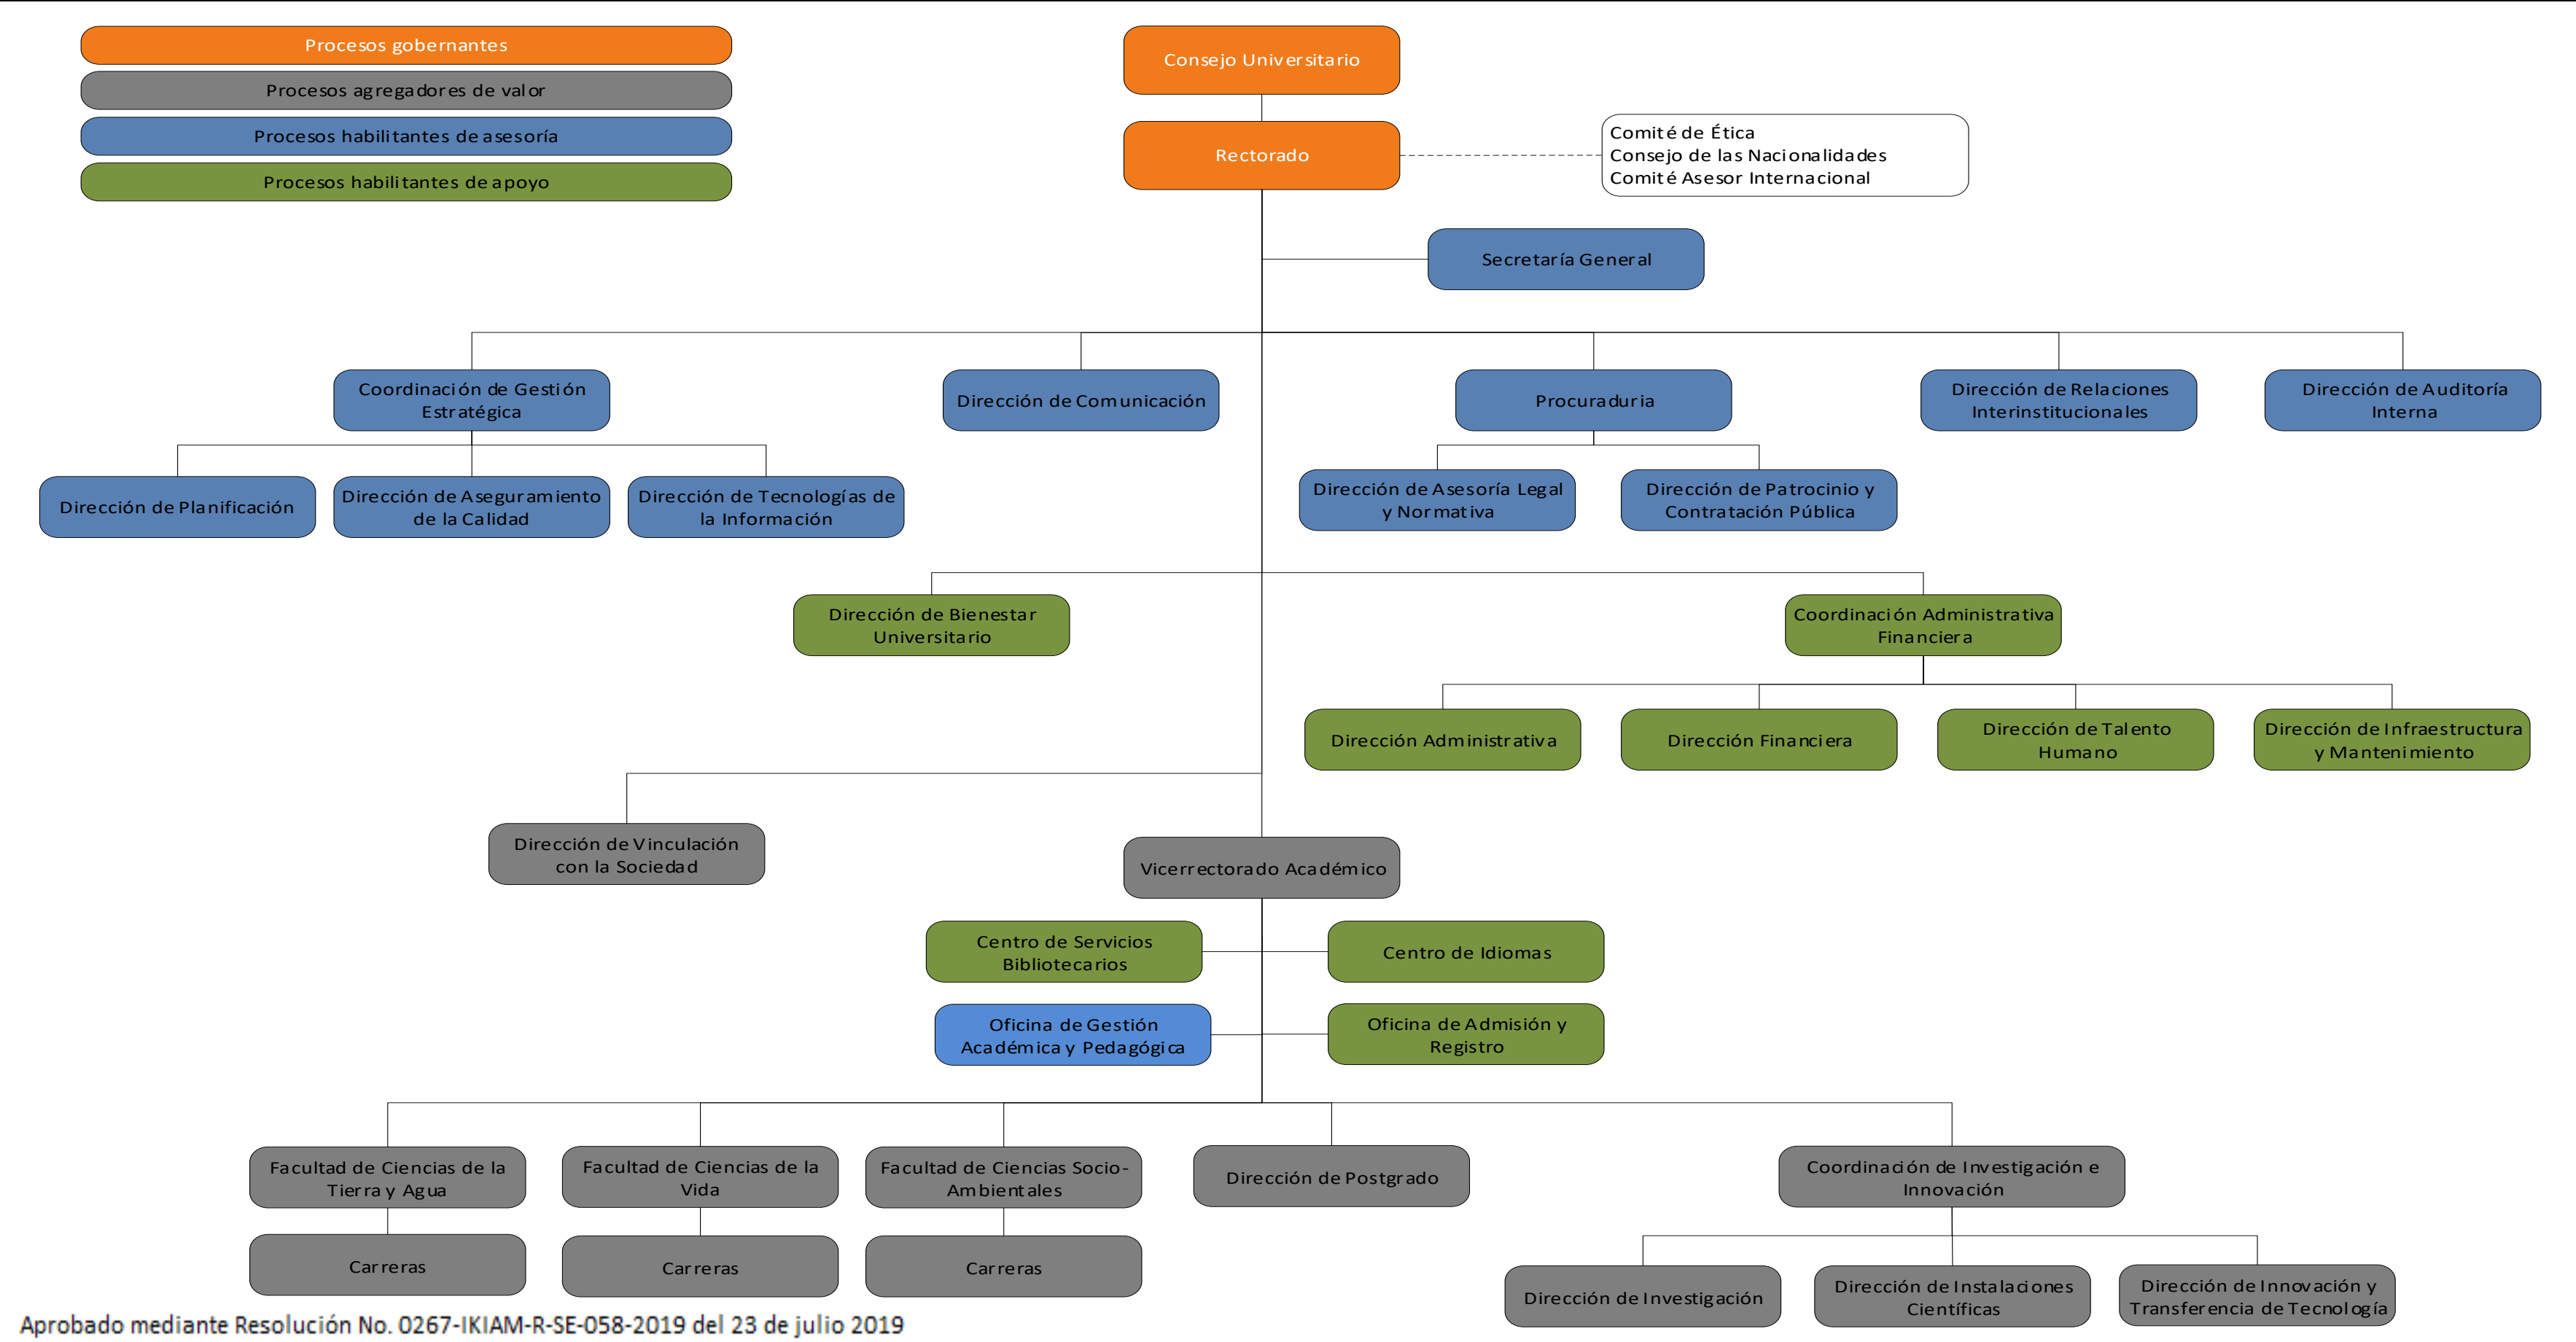 Procesos gobernantes
Procesos agregadores de valor
Procesos habilitantes de asesoría
Procesos habilitantes de apoyo
Consejo Universitario
Rectorado
Comité de Ética
Consejo de las Nacionalidades
Comité Asesor Internacional
Secretaría General
Coordinación de Gestión
Estratégica
Dirección de Comunicación
Procuraduria
Dirección de Relaciones
Interinstitucionales
Dirección de Auditoría
Interna
Dirección de Planificación
Dirección de Aseguramiento
de la Calidad
Dirección de Tecnologías de
la Información
Dirección de Asesoría Legal
y Normativa
Dirección de Patrocinio y
Contratación Pública
Dirección de Bienestar
Universitario
Coordinación Administrativa
Financiera
Dirección Administrativa
Dirección Financiera
Dirección de Talento
Humano
Dirección de Infraestructura
y Mantenimiento
Dirección de Vinculación
con la Sociedad
Vicerrectorado Académico
Centro de Servicios
Bibliotecarios
Centro de Idiomas
Oficina de Gestión
Académica y Pedagógica
Oficina de Admisión y
Registro
Facultad de Ciencias de la
Tierra y Agua
Facultad de Ciencias de la
Vida
Facultad de Ciencias Socio-
Ambientales
Dirección de Postgrado
Coordinación de Investigación e
Innovación
Carreras
Carreras
Carreras
Dirección de Investigación
Dirección de Instalaciones
Científicas
Dirección de Innovación y
Transferencia de Tecnología
Aprobado mediante Resolución No. 0267-IKIAM-R-SE-058-2019 del 23 de julio 2019